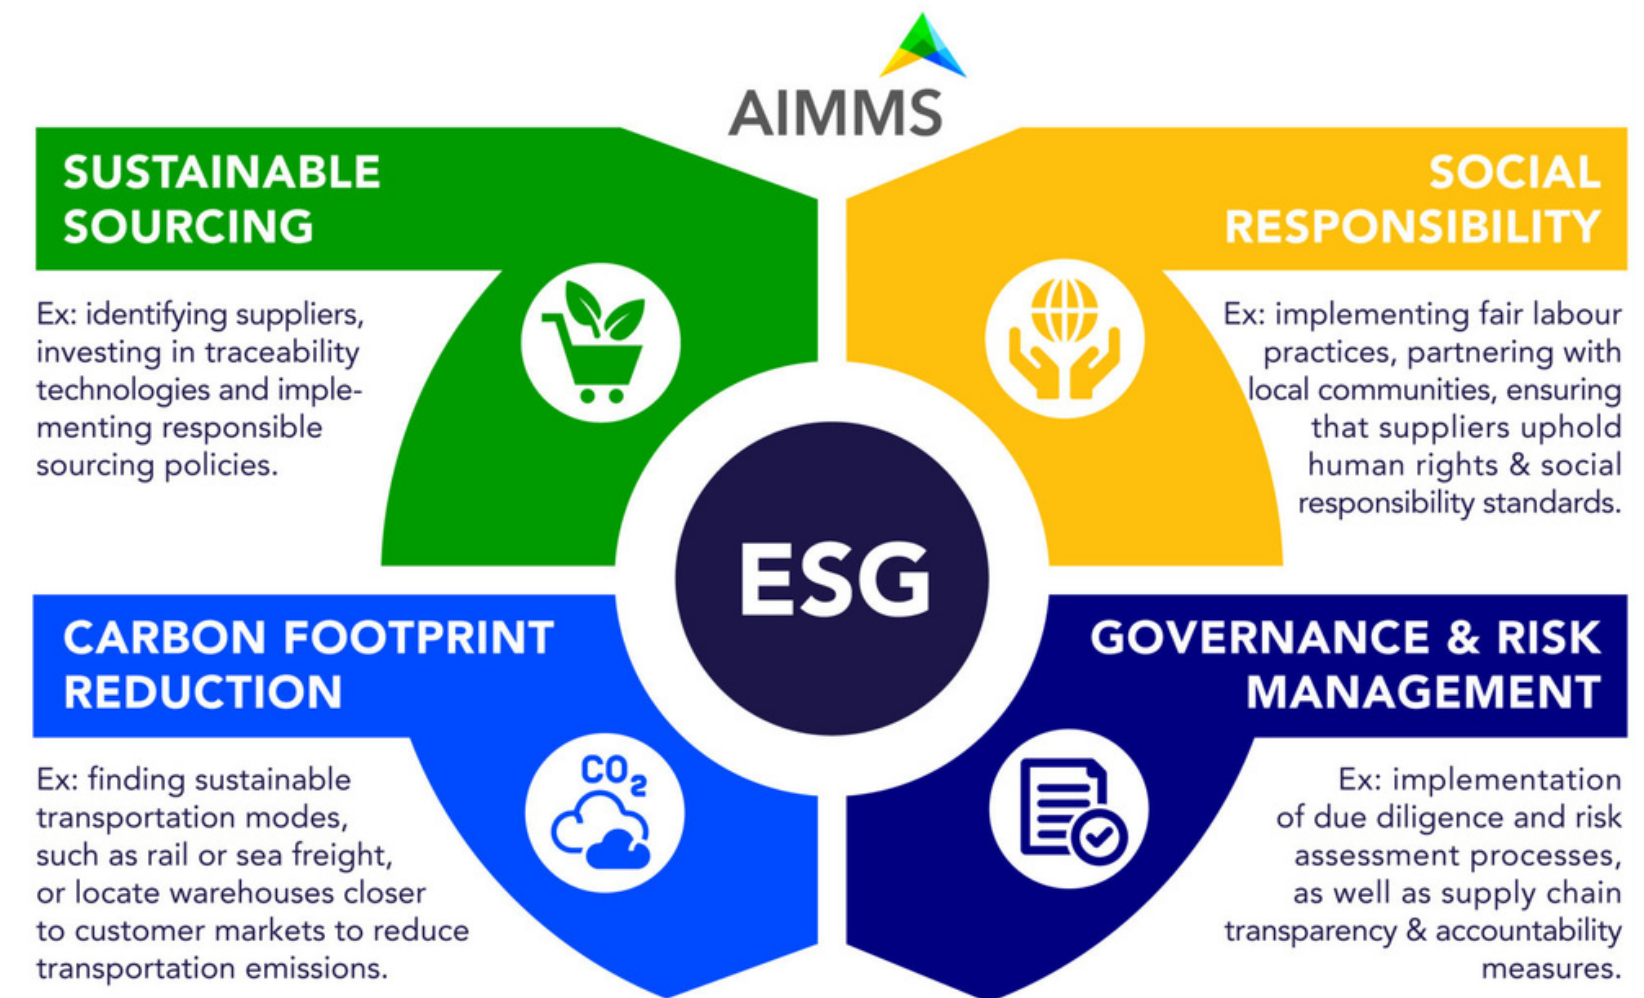 AIMMS
SUSTAINABLE
SOURCING
Ex: identifying suppliers,
investing in traceability
technologies and imple-
menting responsible
sourcing policies.
SOCIAL
RESPONSIBILITY
Ex: implementing fair labour
practices, partnering with
local communities, ensuring
that suppliers uphold
human rights & social
responsibility standards.
ESG
CARBON FOOTPRINT
REDUCTION
CO₂
Ex: finding sustainable
transportation modes,
such as rail or sea freight,
or locate warehouses closer
to customer markets to reduce
transportation emissions.
GOVERNANCE & RISK
MANAGEMENT
Ex: implementation
of due diligence and risk
assessment processes,
as well as supply chain
transparency & accountability
measures.